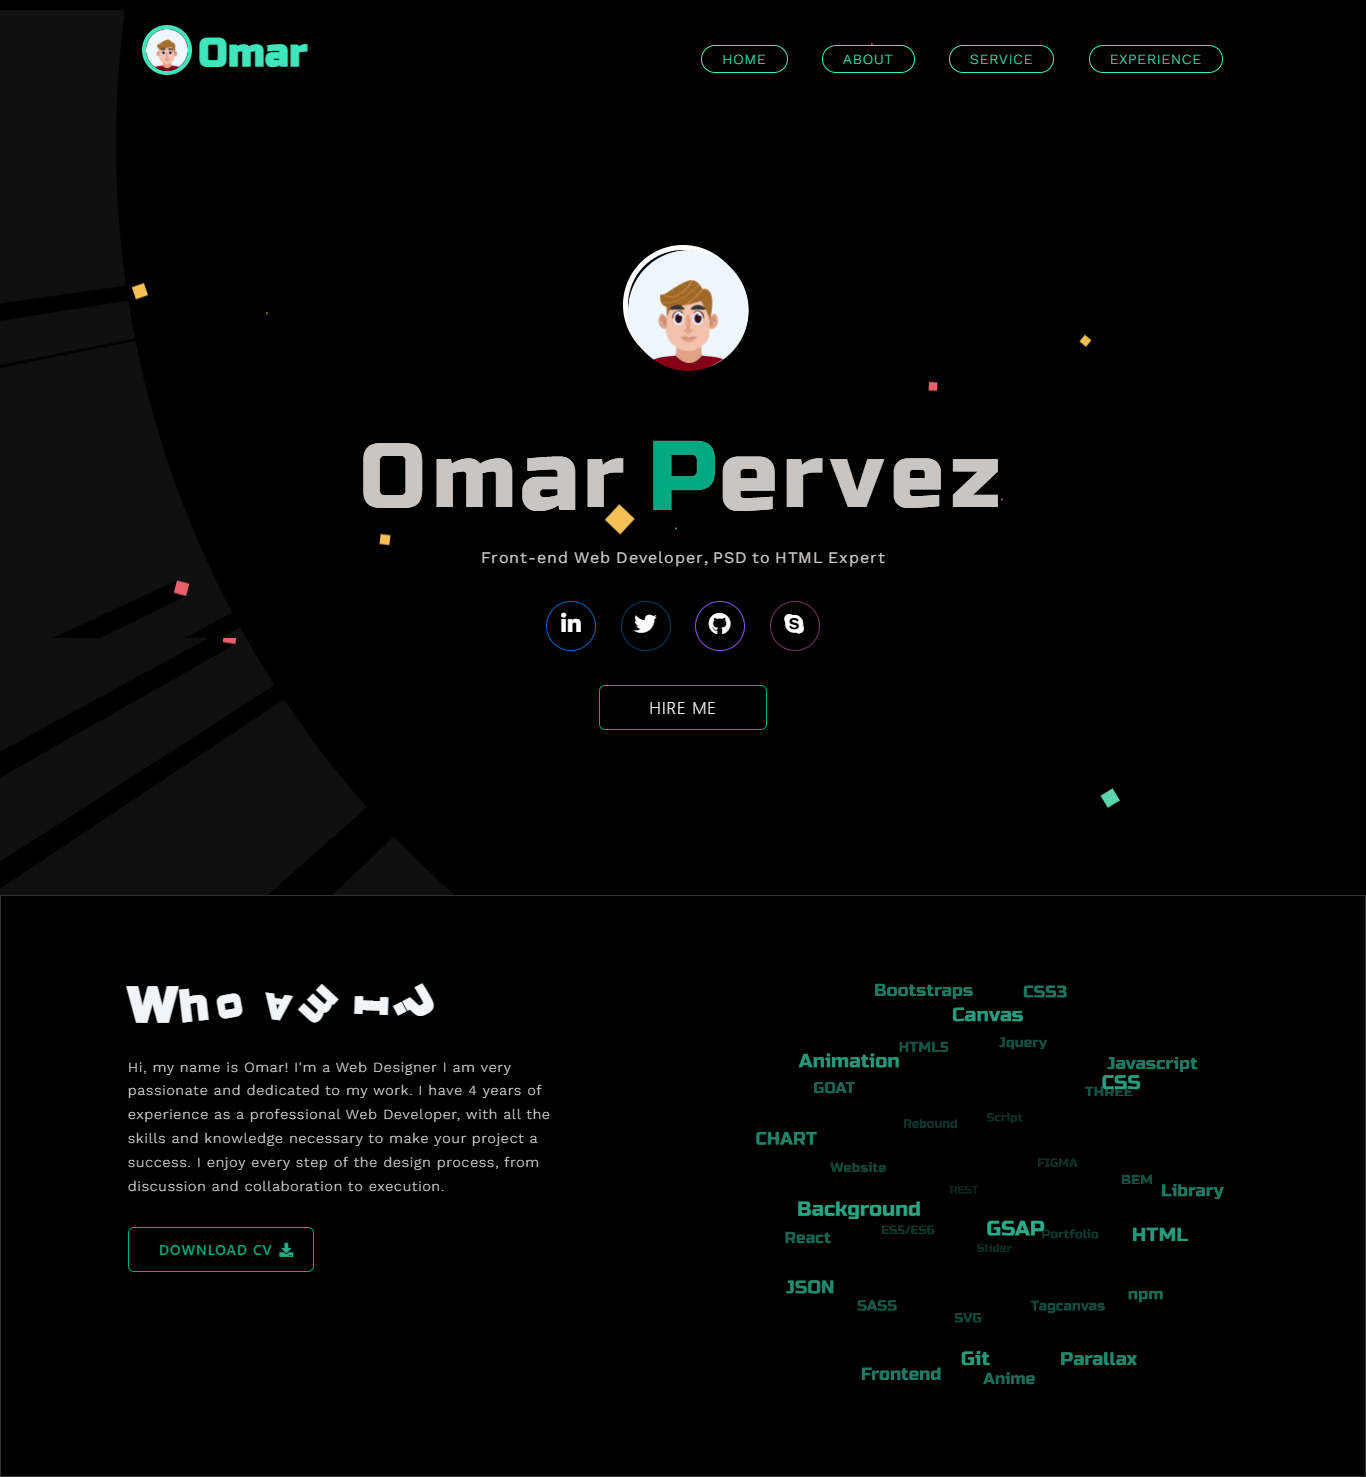 Omar
HOME ABOUT SERVICE EXPERIENCE
Omar Pervez
Front-end Web Developer, PSD to HTML Expert
HIRE ME
Who am I?
Hi, my name is Omar! I'm a Web Designer I am very
passionate and dedicated to my work. I have 4 years of
experience as a professional Web Developer, with all the
skills and knowledge necessary to make your project a
success. I enjoy every step of the design process, from
discussion and collaboration to execution.
DOWNLOAD CV
Bootstraps CSS3
Canvas
HTML5 Jquery
Animation Javascript
CSS
GOAT THREE
Rebound Script
CHART
Website FIGMA
BEM
REST Library
Background
ES5/ES6 GSAP Portfolio HTML
React
Slider
JSON
npm
SASS Tagcanvas
SVG
Git Parallax
Frontend Anime